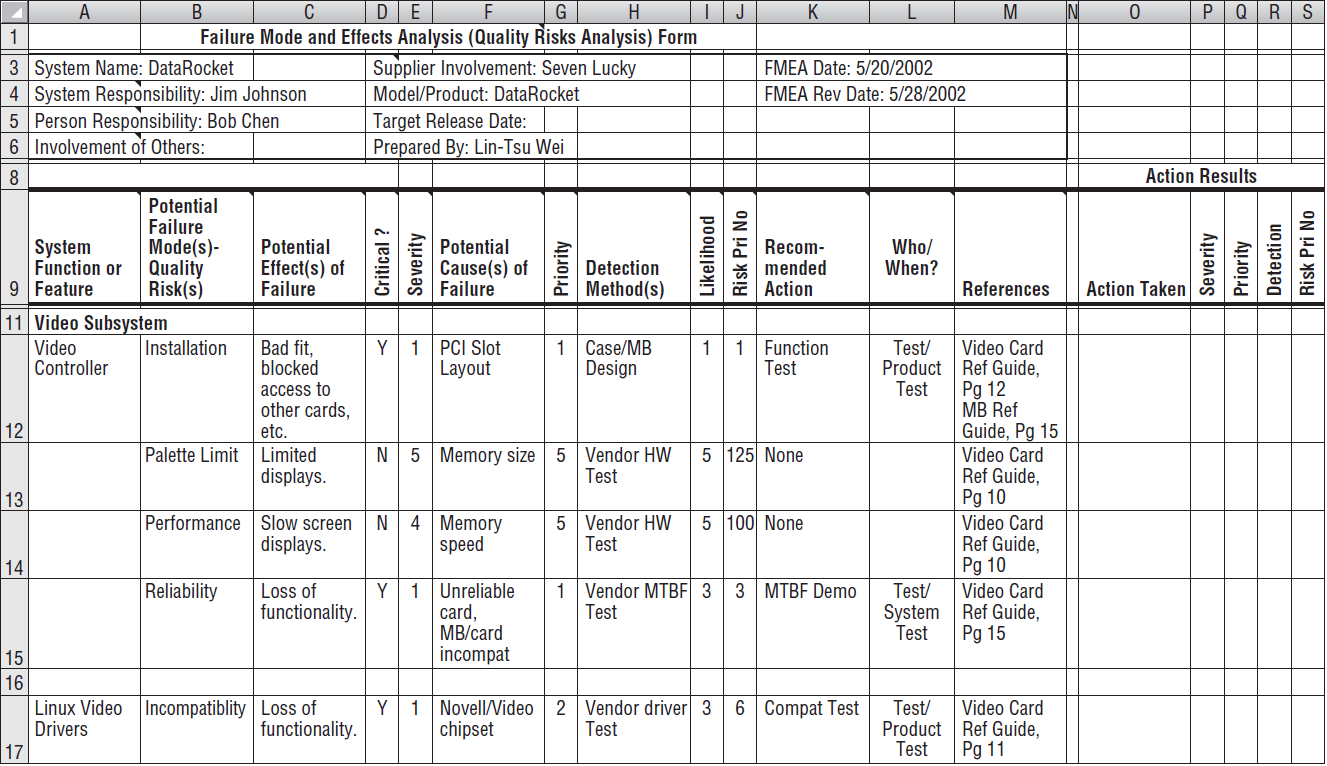 A B C D E F G H I J K L M N O P Q R S
1 Failure Mode and Effects Analysis (Quality Risks Analysis) Form
3 System Name: DataRocket Supplier Involvement: Seven Lucky FMEA Date: 5/20/2002
4 System Responsibility: Jim Johnson Model/Product: DataRocket FMEA Rev Date: 5/28/2002
5 Person Responsibility: Bob Chen Target Release Date:
6 Involvement of Others: Prepared By: Lin-Tsu Wei
8 Action Results
9
System
Function or
Feature
Potential
Failure
Mode(s)-
Quality
Risk(s)
Potential
Effect(s) of
Failure
Critical ?
Severity
Potential
Cause(s) of
Failure
Priority
Detection
Method(s)
Likelihood
Risk Pri No
Recom-
mended
Action
Who/
When?
References
Action Taken
Severity
Priority
Detection
Risk Pri No
11 Video Subsystem
12
Video
Controller
Installation
Bad fit,
blocked
access to
other cards,
etc.
Y
1
PCI Slot
Layout
1
Case/MB
Design
1
1
Function
Test
Test/
Product
Test
Video Card
Ref Guide,
Pg 12
MB Ref
Guide, Pg 15
13
Palette Limit
Limited
displays.
N
5
Memory size
5
Vendor HW
Test
5
125
None
Video Card
Ref Guide,
Pg 10
14
Performance
Slow screen
displays.
N
4
Memory
speed
5
Vendor HW
Test
5
100
None
Video Card
Ref Guide,
Pg 10
15
Reliability
Loss of
functionality.
Y
1
Unreliable
card,
MB/card
incompat
1
Vendor MTBF
Test
3
3
MTBF Demo
Test/
System
Test
Video Card
Ref Guide,
Pg 15
16
17
Linux Video
Drivers
Incompatiblity
Loss of
functionality.
Y
1
Novell/Video
chipset
2
Vendor driver
Test
3
6
Compat Test
Test/
Product
Test
Video Card
Ref Guide,
Pg 11